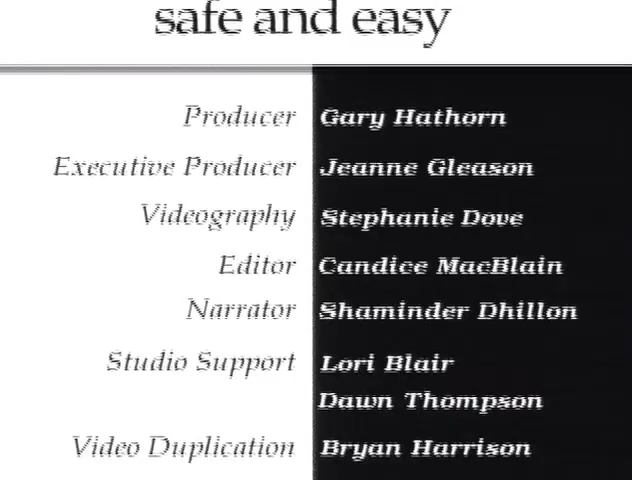 safe and easy
Producer Gary Hathorn
Executive Producer Jeanne Gleason
Videography Stephanie Dove
Editor Candice MacBlain
Narrator Shaminder Dhillon
Studio Support Lori Blair
Dawn Thompson
Video Duplication Bryan Harrison